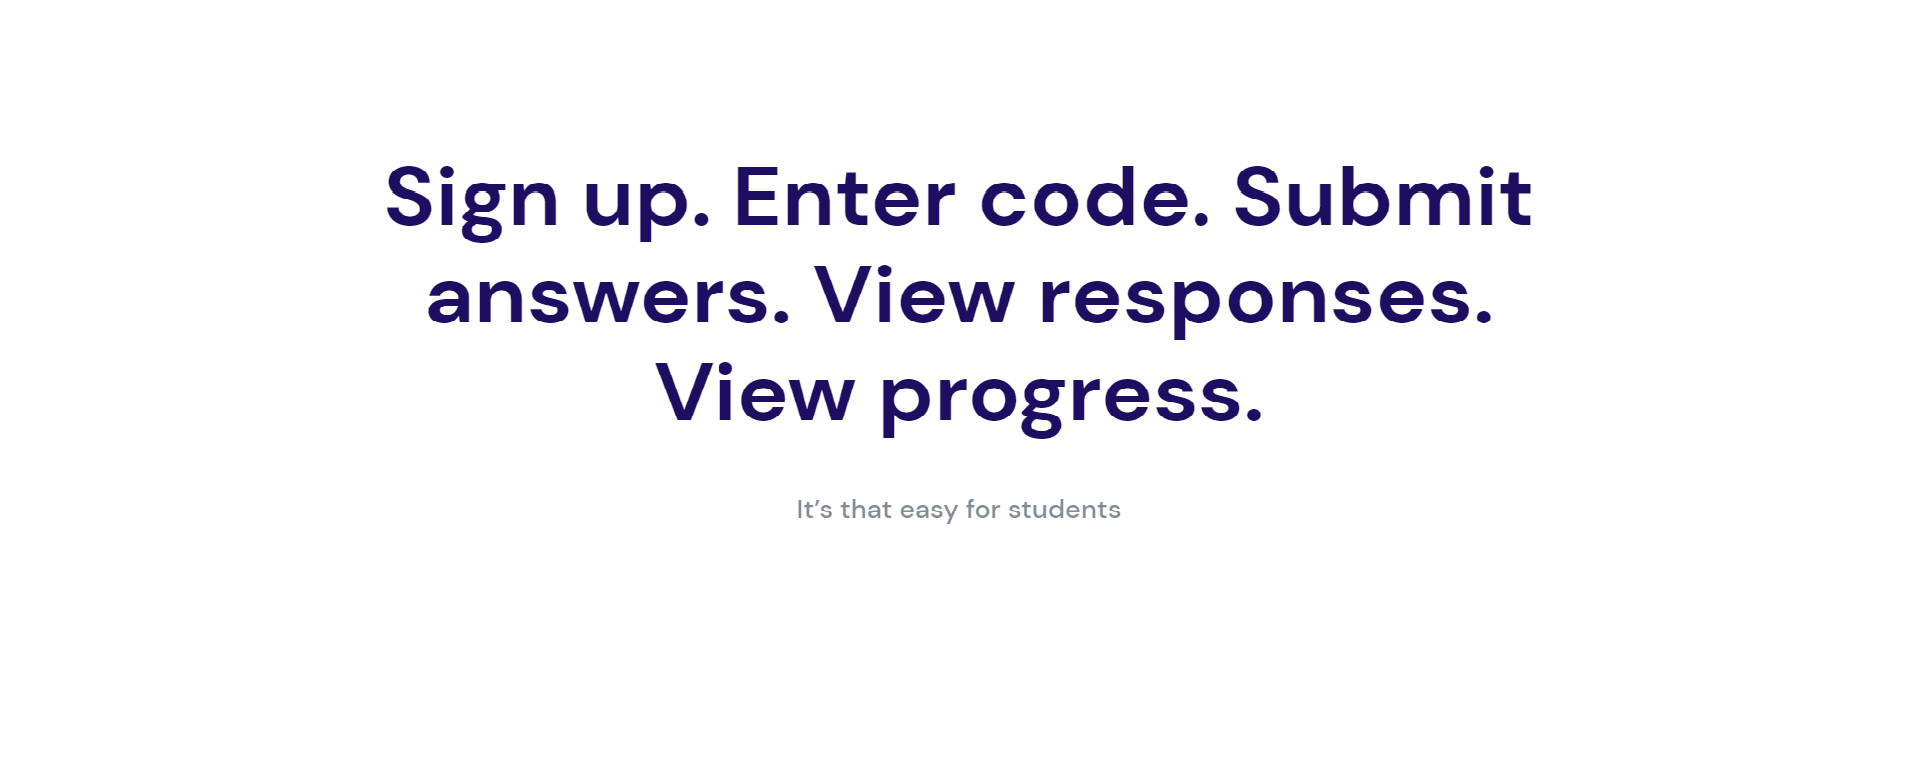 Sign up. Enter code. Submit
answers. View responses.
View progress.
It’s that easy for students